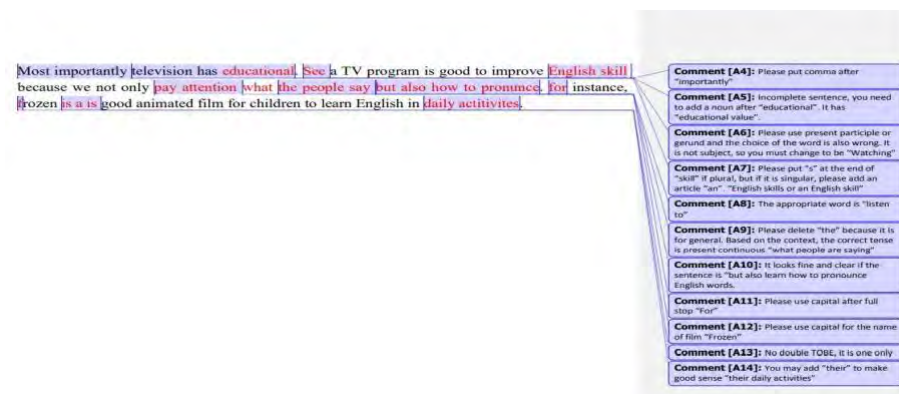 Most importantly television has educational. See a TV program is good to improve English skill
because we not only pay attention what the people say but also how to pronunce. for instance,
frozen is a is good animated film for children to learn English in daily actitivites.
Comment [A4]: Please put comma after
"importantly"
Comment [A5]: Incomplete sentence, you need
to add a noun after "educational". It has
"educational value".
Comment [A6]: Please use present participle or
gerund and the choice of the word is also wrong. It
is not subject, so you must change to be "Watching"
Comment [A7]: Please put "s" at the end of
"skill" if plural, but if it is singular, please add an
article "an". "English skills or an English skill"
Comment [A8]: The appropriate word is "listen
to"
Comment [A9]: Please delete "the" because it is
for general. Based on the context, the correct tense
is present continuous "what people are saying"
Comment [A10]: It looks fine and clear if the
sentence is "but also learn how to pronounce
English words.
Comment [A11]: Please use capital after full
stop "For"
Comment [A12]: Please use capital for the name
of film "Frozen"
Comment [A13]: No double TOBE, it is one only
Comment [A14]: You may add "their" to make
good sense "their daily activities"